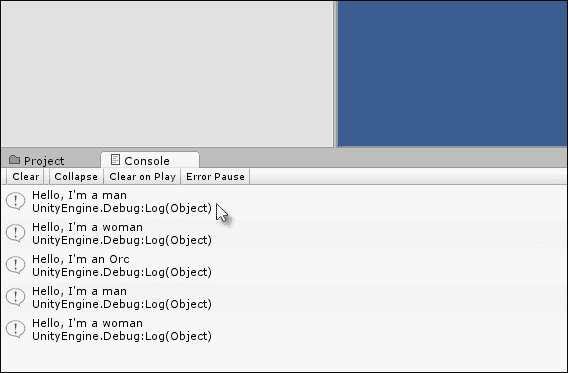 Project
Console
Clear
Collapse
Clear on Play
Error Pause
Hello, I'm a man
UnityEngine.Debug:Log(Object)
Hello, I'm a woman
UnityEngine.Debug:Log(Object)
Hello, I'm an Orc
UnityEngine.Debug:Log(Object)
Hello, I'm a man
UnityEngine.Debug:Log(Object)
Hello, I'm a woman
UnityEngine.Debug:Log(Object)